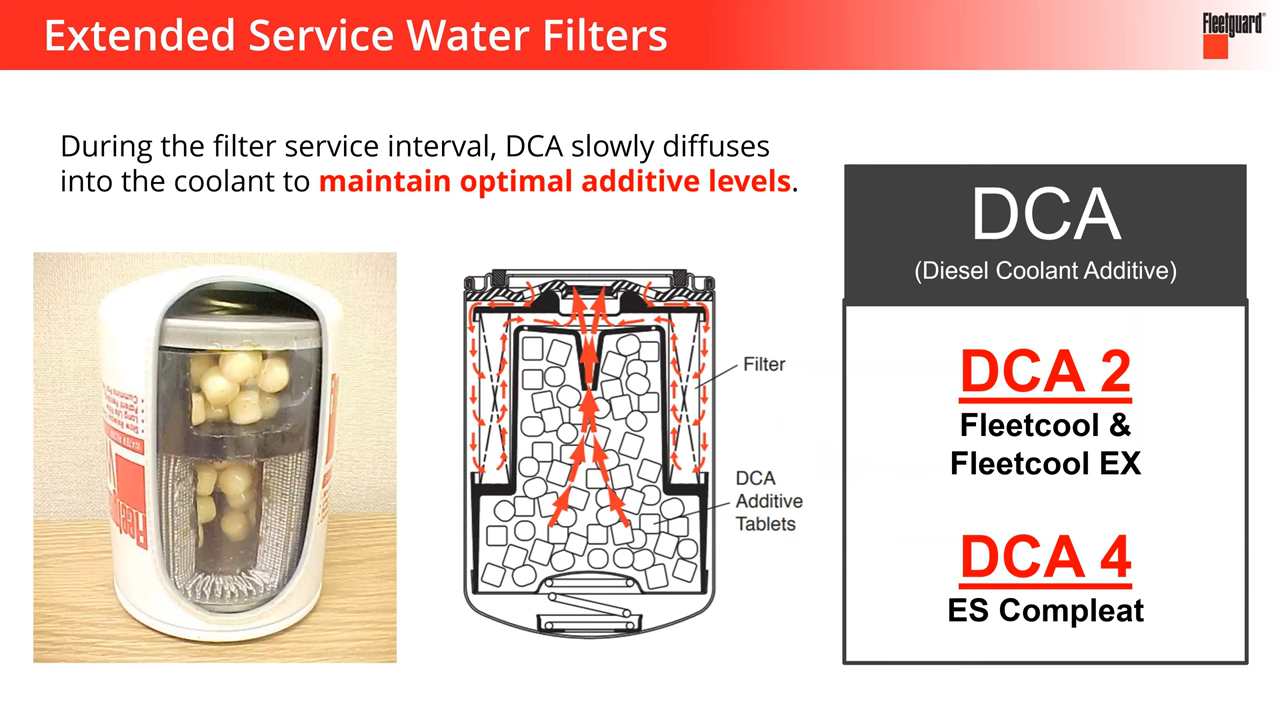 Extended Service Water Filters
Fleetguard
During the filter service interval, DCA slowly diffuses
into the coolant to maintain optimal additive levels.
DCA
(Diesel Coolant Additive)
Filter
DCA
Additive
Tablets
DCA 2
Fleetcool &
Fleetcool EX
DCA 4
ES Compleat